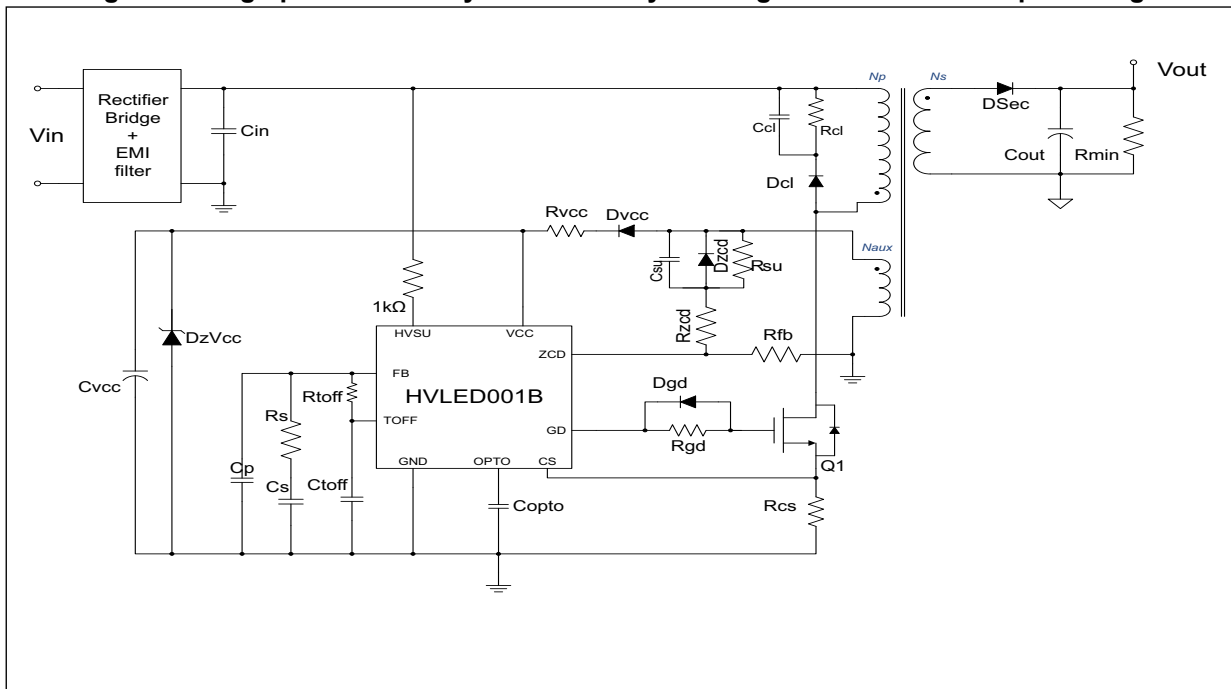 Vin
Rectifier
Bridge
+
EMI
filter
Cin
Ccl
Rcl
Dcl
Np
Ns
DSec
Vout
Cout
Rmin
Rvcc
Dvcc
Csu
Dzcd
Rsu
Naux
1kΩ
Rzcd
Rfb
DzVcc
Cvcc
HVSU
VCC
ZCD
FB
TOFF
GD
GND
OPTO
CS
HVLED001B
Rtoff
Rs
Cp
Cs
Ctoff
Copto
Dgd
Rgd
Q1
Rcs